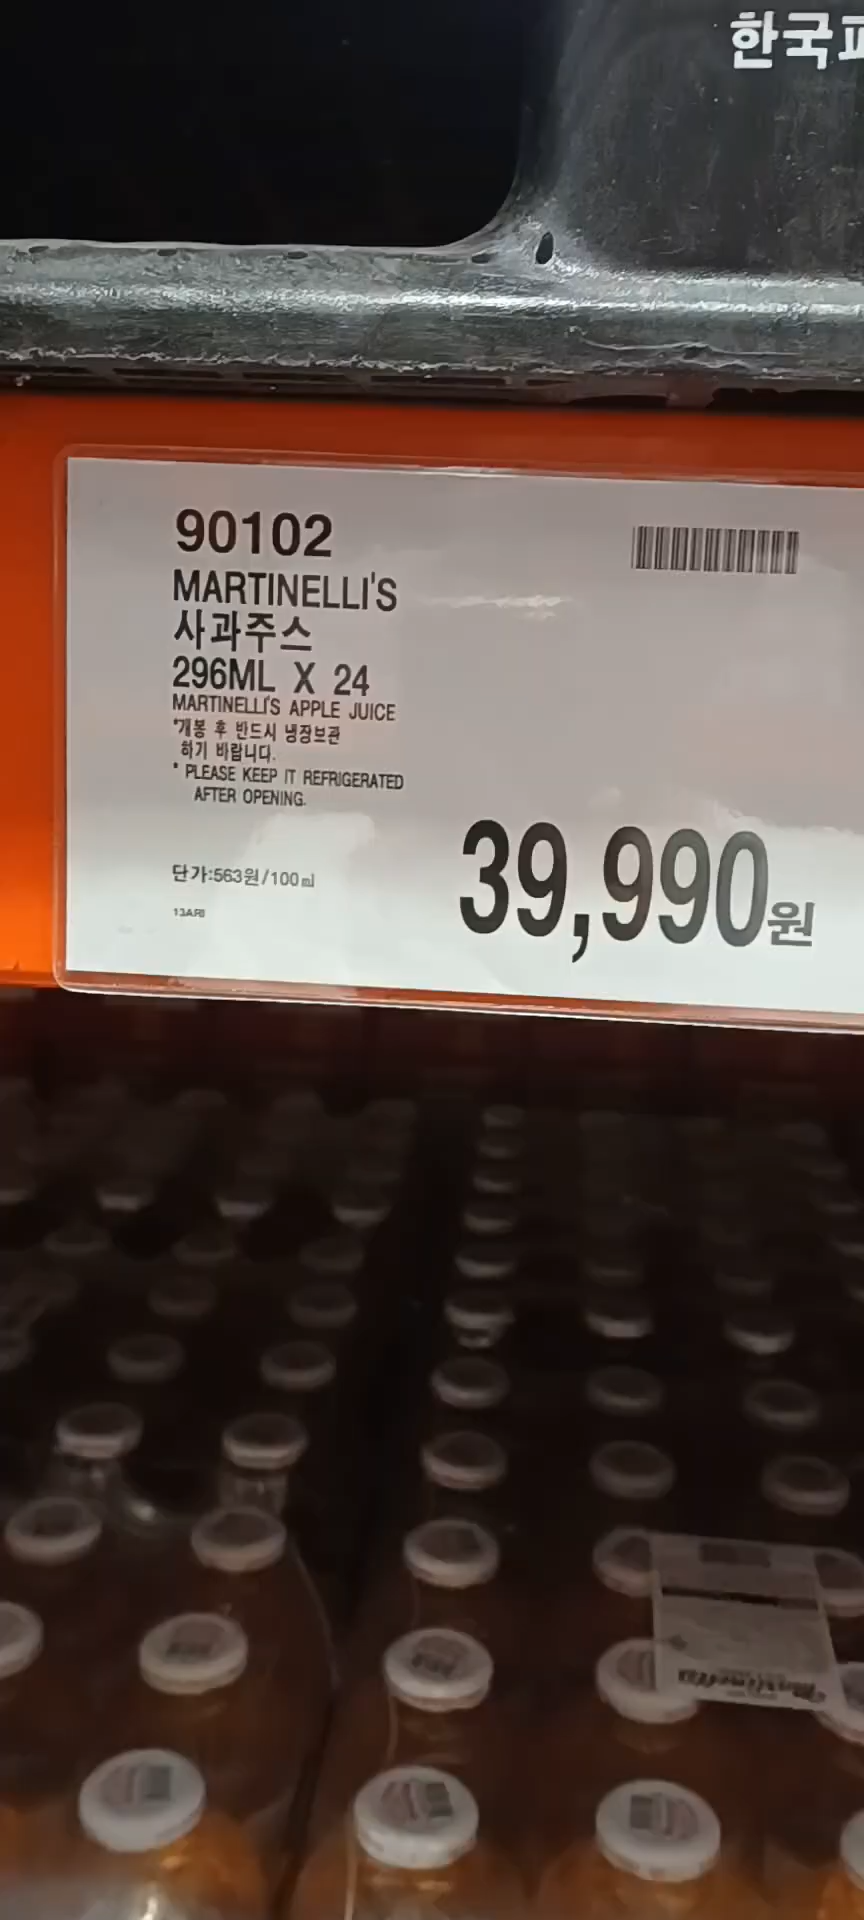 한국
90102
MARTINELLI'S
사과주스
296ML X 24
MARTINELLI'S APPLE JUICE
*개봉 후 반드시 냉장보관
하기 바랍니다.
* PLEASE KEEP IT REFRIGERATED
AFTER OPENING.
39,990원
단가:563원/100㎖
13ARI